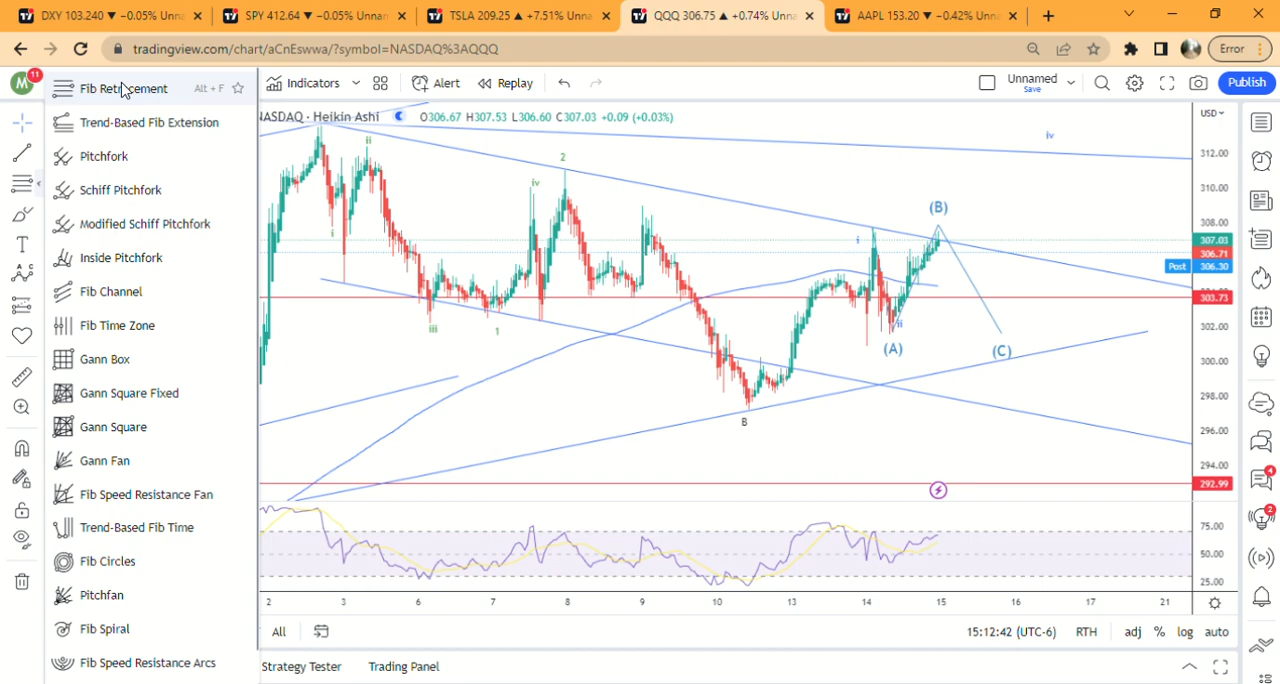 DXY 103.240 ▼ −0.05% Unna
SPY 412.64 ▼ −0.05% Unnan
TSLA 209.25 ▲ +7.51% Unna
QQQ 306.75 ▲ +0.74% Unna
AAPL 153.20 ▼ −0.42% Unn
tradingview.com/chart/aCnEswwa/?symbol=NASDAQ%3AQQQ
Error
M
11
Fib Retracement
Alt + F
Indicators
Alert
Replay
Unnamed
Save
Publish
Trend-Based Fib Extension
Pitchfork
Schiff Pitchfork
Modified Schiff Pitchfork
Inside Pitchfork
Fib Channel
Fib Time Zone
Gann Box
Gann Square Fixed
Gann Square
Gann Fan
Fib Speed Resistance Fan
Trend-Based Fib Time
Fib Circles
Pitchfan
Fib Spiral
Fib Speed Resistance Arcs
NASDAQ · Heikin Ashi
O306.67 H307.53 L306.60 C307.03 +0.09 (+0.03%)
USD
iv
ii
2
iv
i
(B)
i
iii
1
ii
(A)
(C)
B
312.00
310.00
308.00
307.03
306.71
Post 306.30
303.73
302.00
300.00
298.00
296.00
294.00
292.99
75.00
50.00
25.00
2 3 6 7 8 9 10 13 14 15 16 17 21
All
15:12:42 (UTC-6)
RTH
adj % log auto
Strategy Tester
Trading Panel
4
2